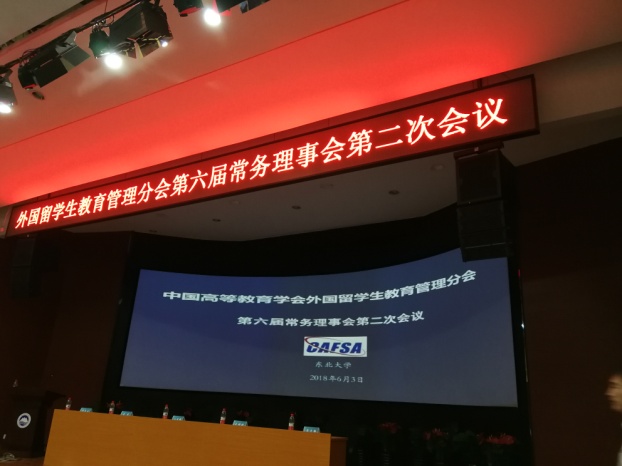 外国留学生教育管理分会第六届常务理事会第二次会议
中国高等教育学会外国留学生教育管理分会
第六届常务理事会第二次会议
CAFSA
东北大学
2018年6月3日